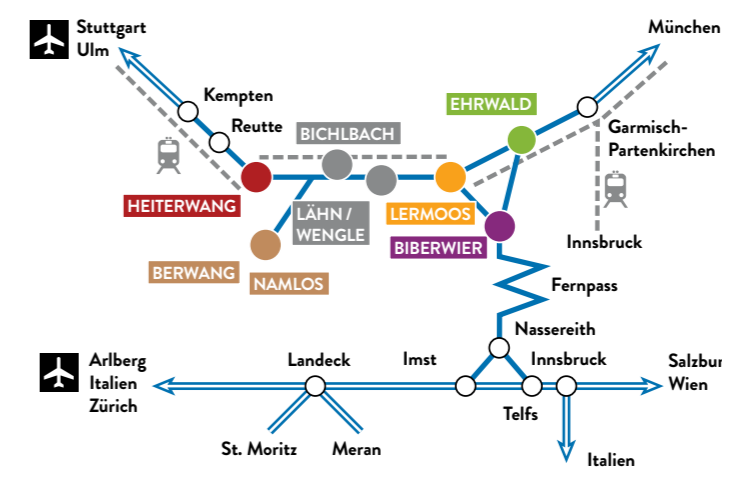 Stuttgart
Ulm
München
Kempten
EHRWALD
Reutte
BICHLBACH
Garmisch-
Partenkirchen
HEITERWANG
LÄHN /
WENGLE
LERMOOS
BIBERWIER
Innsbruck
BERWANG
NAMLOS
Fernpass
Nassereith
Arlberg
Italien
Zürich
Landeck
Imst
Innsbruck
Salzbur
Wien
Telfs
St. Moritz
Meran
Italien